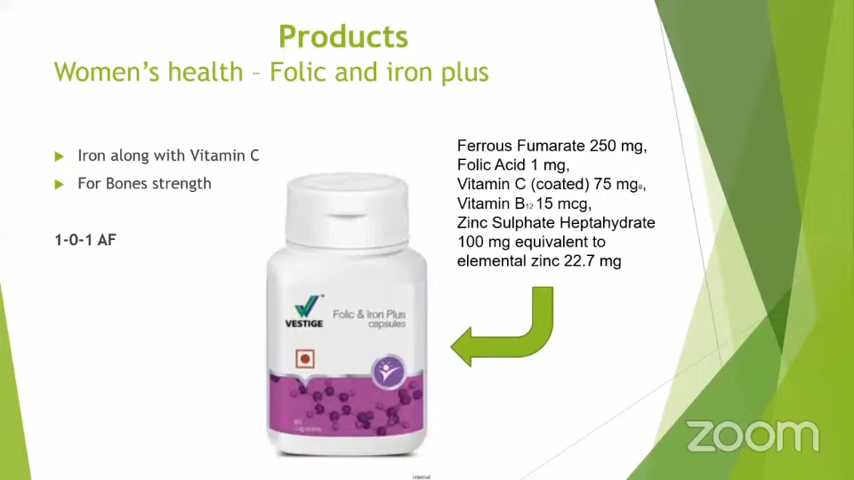 Products
Women's health – Folic and iron plus
Iron along with Vitamin C
For Bones strength
1-0-1 AF
Ferrous Fumarate 250 mg,
Folic Acid 1 mg,
Vitamin C (coated) 75 mg,
Vitamin B12 15 mcg,
Zinc Sulphate Heptahydrate
100 mg equivalent to
elemental zinc 22.7 mg
VESTIGE
Folic & Iron Plus
capsules
capsules
zoom